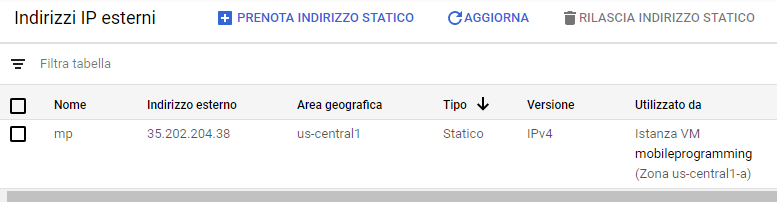 Indirizzi IP esterni PRENOTA INDIRIZZO STATICO AGGIORNA RILASCIA INDIRIZZO STATICO
Filtra tabella
Nome Indirizzo esterno Area geografica Tipo Versione Utilizzato da
mp 35.202.204.38 us-central1 Statico IPv4 Istanza VM
mobileprogramming
(Zona us-central1-a)